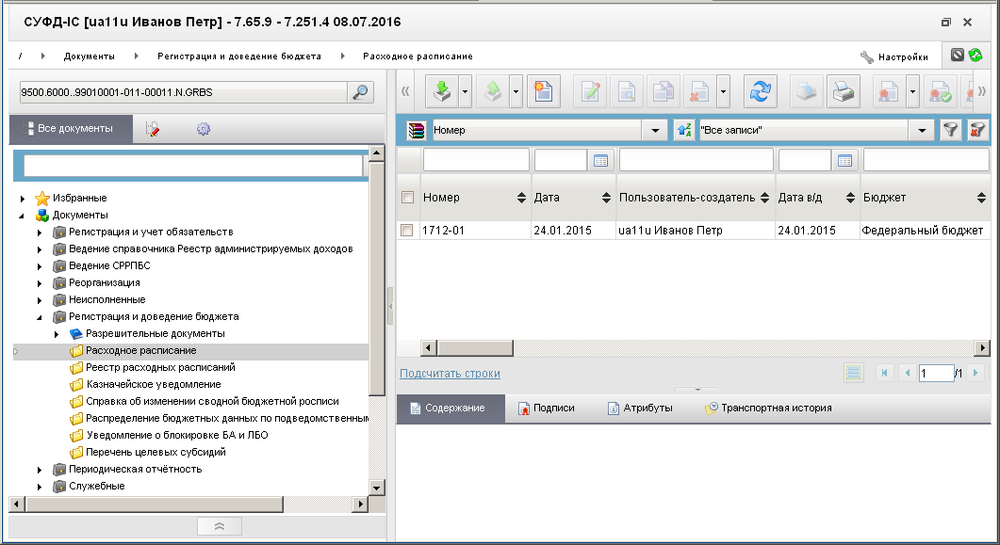 СУФД-IC [ua11u Иванов Петр] - 7.65.9 - 7.251.4 08.07.2016
/ Документы Регистрация и доведение бюджета Расходное расписание
Настройки
9500.6000..99010001-011-00011.N.GRBS
Все документы
Избранные
Документы
Регистрация и учет обязательств
Ведение справочника Реестр администрируемых доходов
Ведение СРРПБС
Реорганизация
Неисполненные
Регистрация и доведение бюджета
Разрешительные документы
Расходное расписание
Реестр расходных расписаний
Казначейское уведомление
Справка об изменении сводной бюджетной росписи
Распределение бюджетных данных по подведомственным
Уведомление о блокировке БА и ЛБО
Перечень целевых субсидий
Периодическая отчётность
Служебные
Номер "Все записи"
Номер Дата Пользователь-создатель Дата в/д Бюджет
1712-01 24.01.2015 ua11u Иванов Петр 24.01.2015 Федеральный бюджет
Подсчитать строки 1 /1
Содержание Подписи Атрибуты Транспортная история